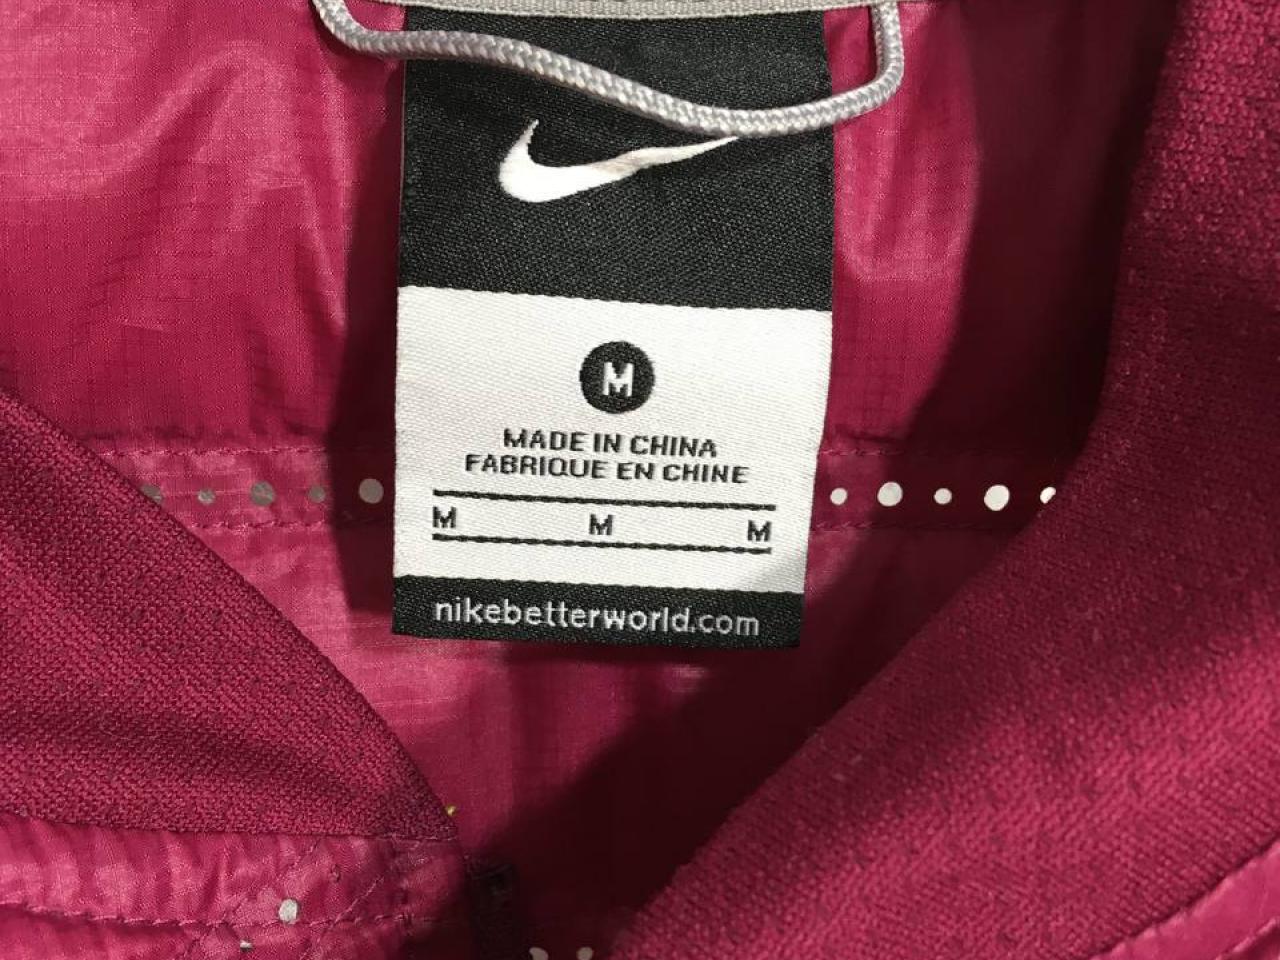 M
MADE IN CHINA
FABRIQUE EN CHINE
M M M
nikebetterworld.com